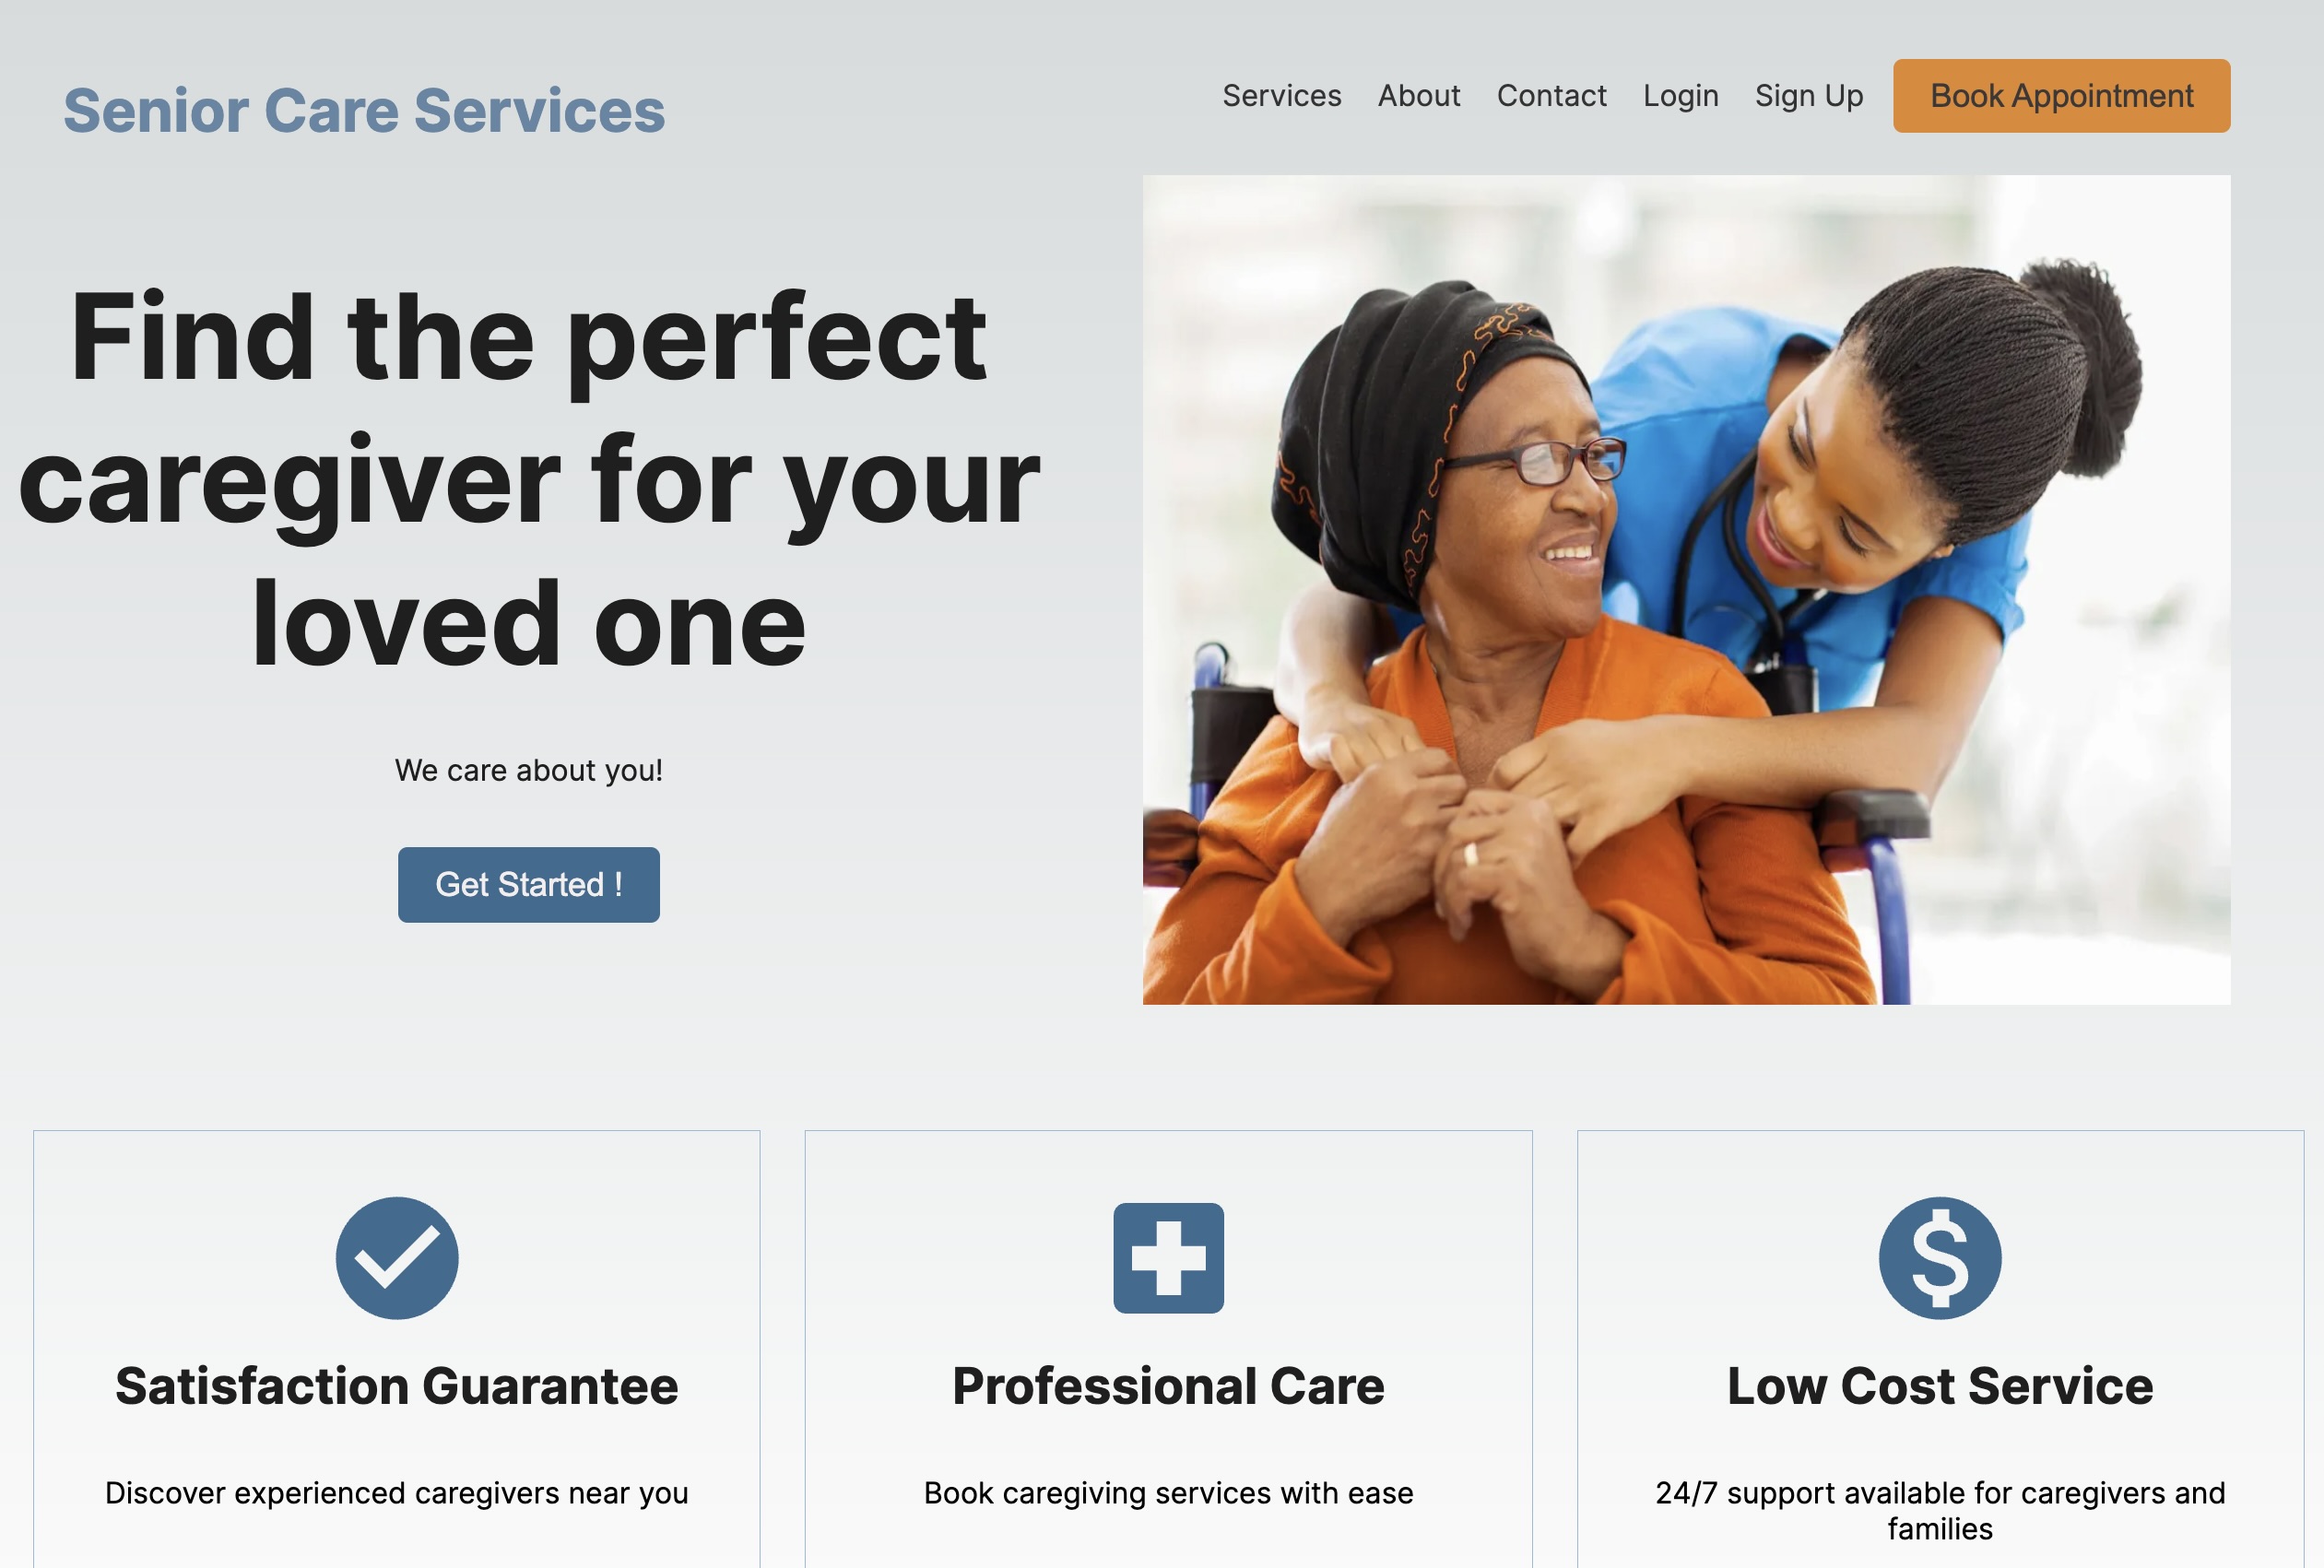 Senior Care Services
Services About Contact Login Sign Up Book Appointment
Find the perfect
caregiver for your
loved one
We care about you!
Get Started !
Satisfaction Guarantee
Discover experienced caregivers near you
Professional Care
Book caregiving services with ease
Low Cost Service
24/7 support available for caregivers and
families